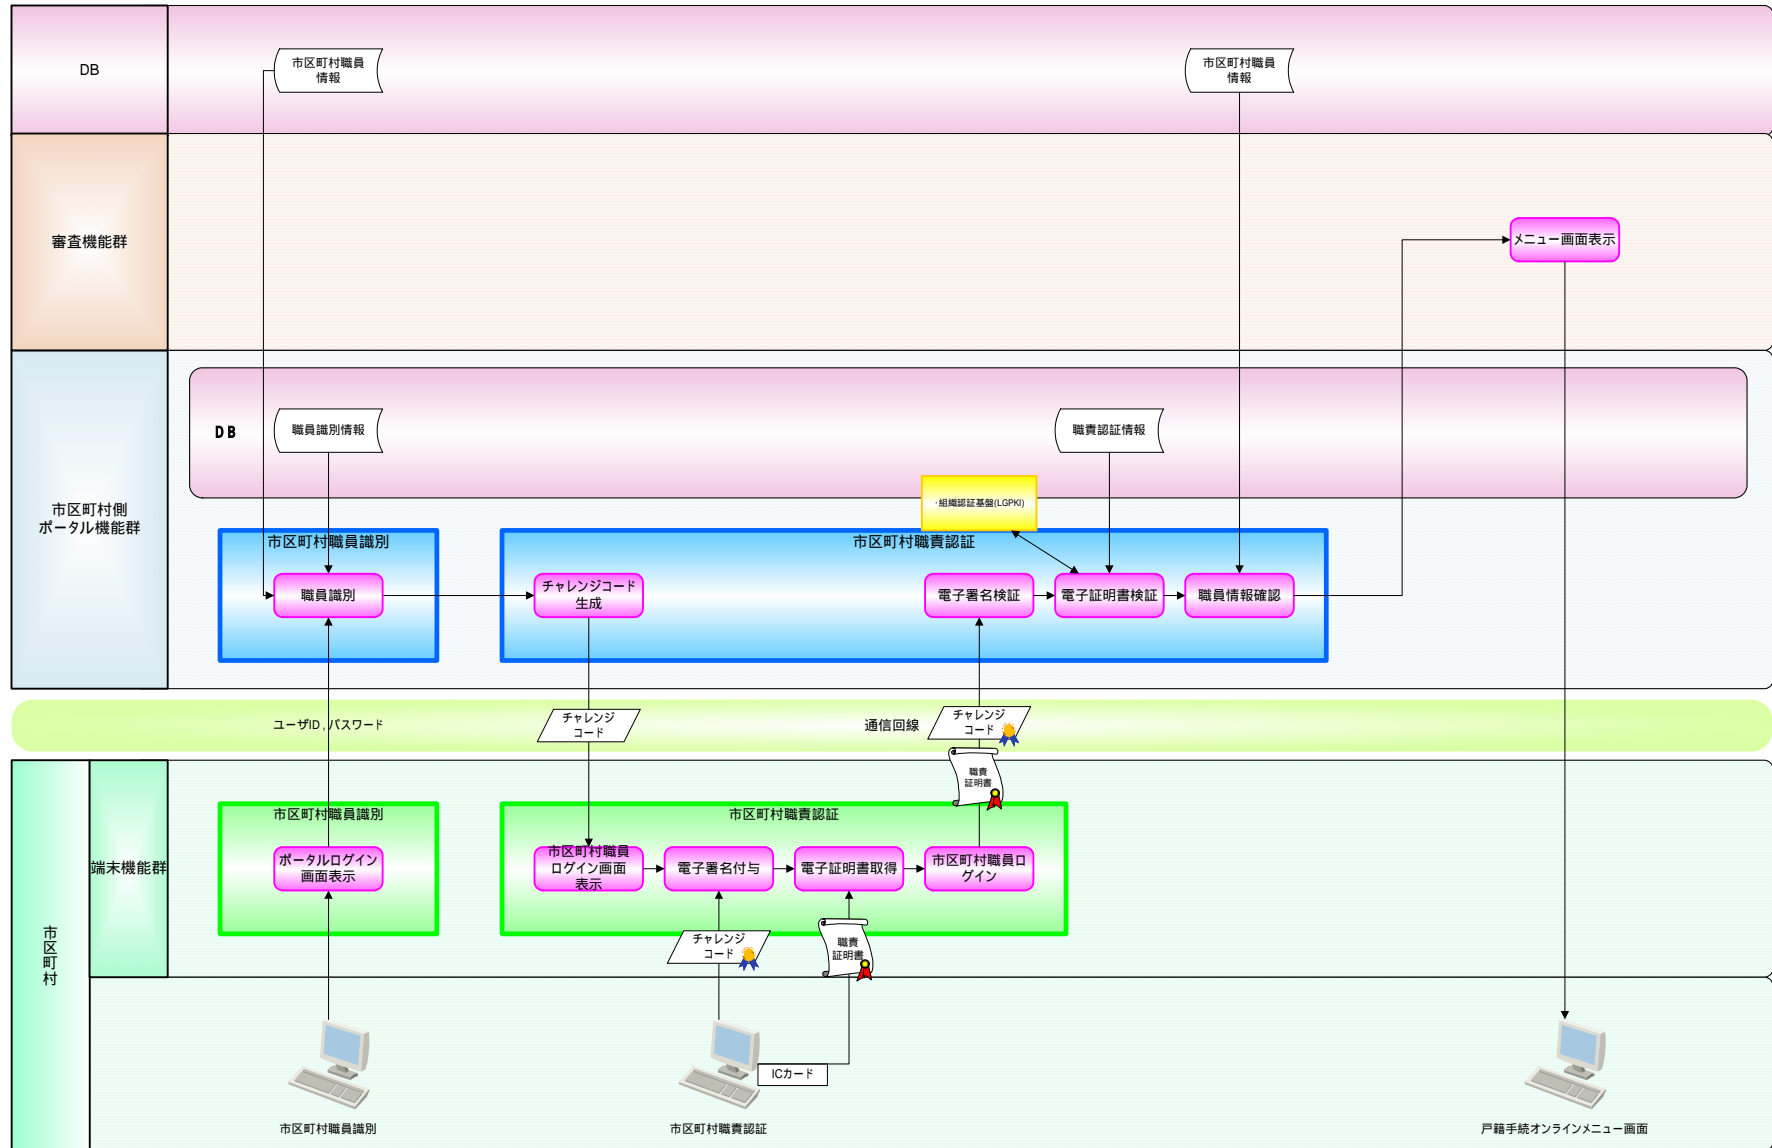 DB
市区町村職員
情報
市区町村職員
情報
審査機能群
メニュー画面表示
市区町村側
ポータル機能群
DB
職員識別情報
職責認証情報
・組織認証基盤(LGPKI)
市区町村職員識別
職員識別
市区町村職責認証
チャレンジコード
生成
電子署名検証
電子証明書検証
職員情報確認
ユーザID，パスワード
チャレンジ
コード
通信回線
チャレンジ
コード
職責
証明書
市区町村
端末機能群
市区町村職員識別
ポータルログイン
画面表示
市区町村職責認証
市区町村職員
ログイン画面
表示
電子署名付与
電子証明書取得
市区町村職員ロ
グイン
チャレンジ
コード
職責
証明書
ICカード
市区町村職員識別
市区町村職責認証
戸籍手続オンラインメニュー画面